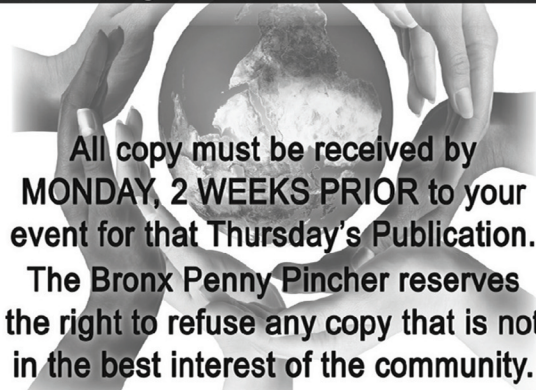 All copy must be received by
MONDAY, 2 WEEKS PRIOR to your
event for that Thursday's Publication.
The Bronx Penny Pincher reserves
the right to refuse any copy that is not
in the best interest of the community.